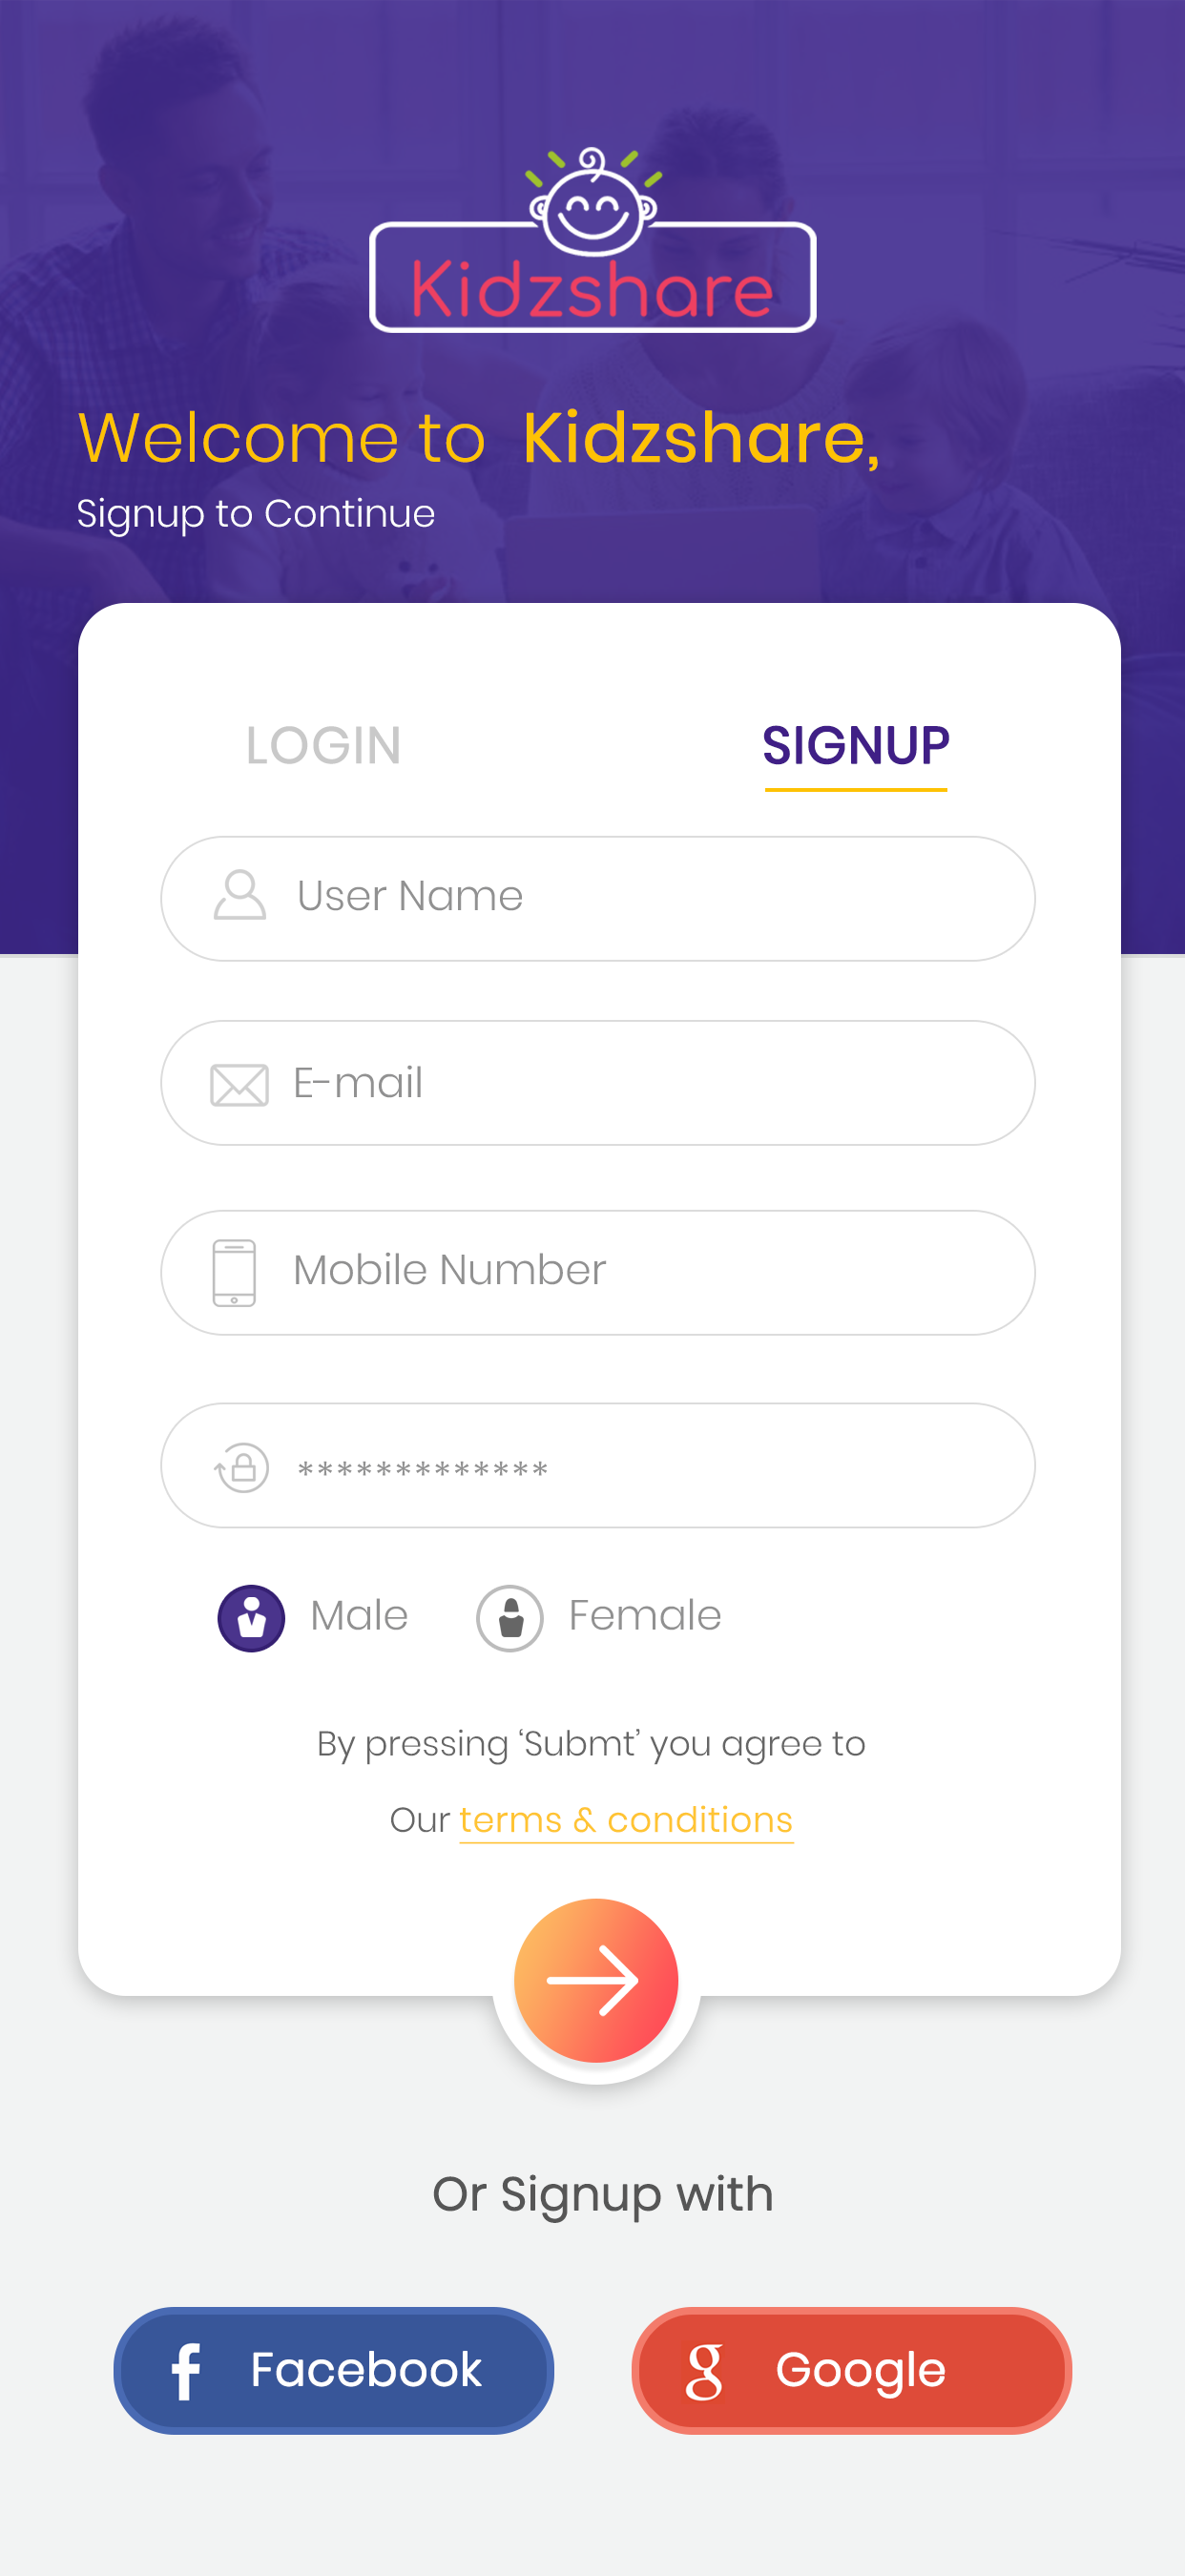 Kidzshare
Welcome to Kidzshare,
Signup to Continue
LOGIN SIGNUP
User Name
E-mail
Mobile Number
*************
Male Female
By pressing ‘Submt’ you agree to
Our terms & conditions
Or Signup with
f Facebook g Google